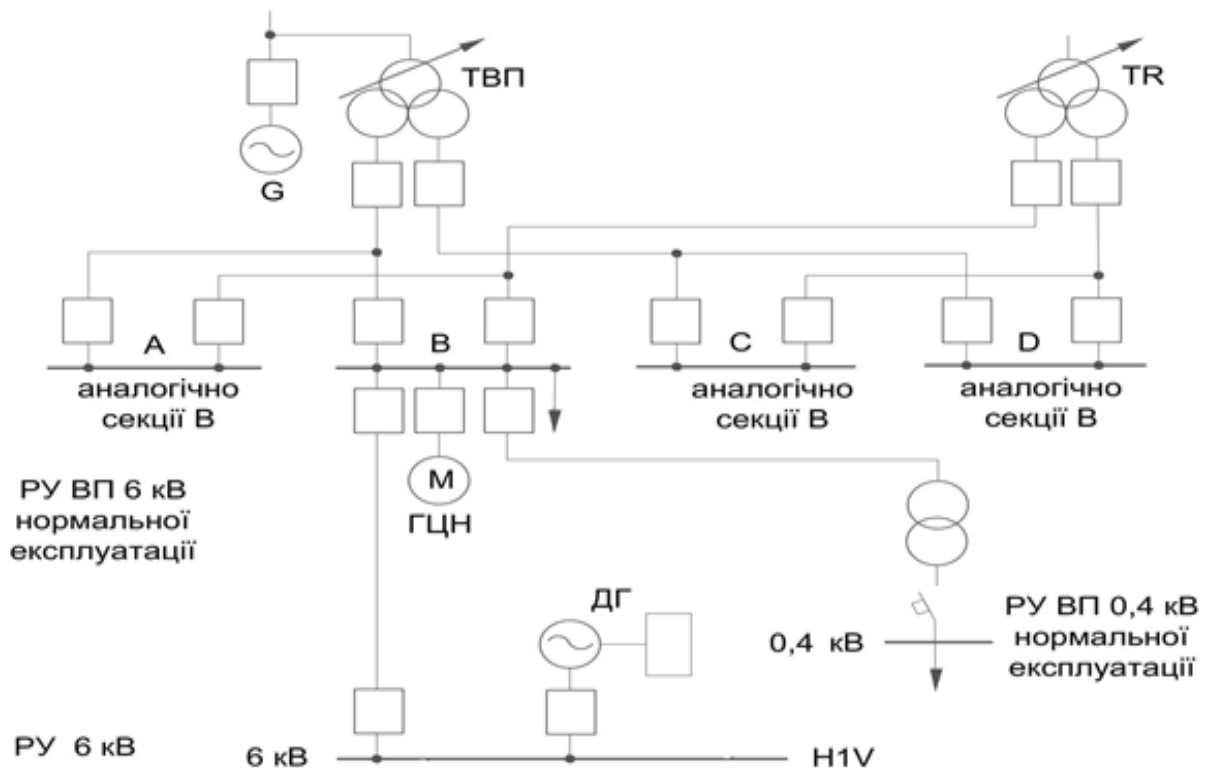 ТВП
TR
G
A
B
C
D
аналогічно
секції В
аналогічно
секції В
аналогічно
секції В
М
ГЦН
РУ ВП 6 кВ
нормальної
експлуатації
ДГ
0,4 кВ
РУ ВП 0,4 кВ
нормальної
експлуатації
РУ 6 кВ
6 кВ
H1V